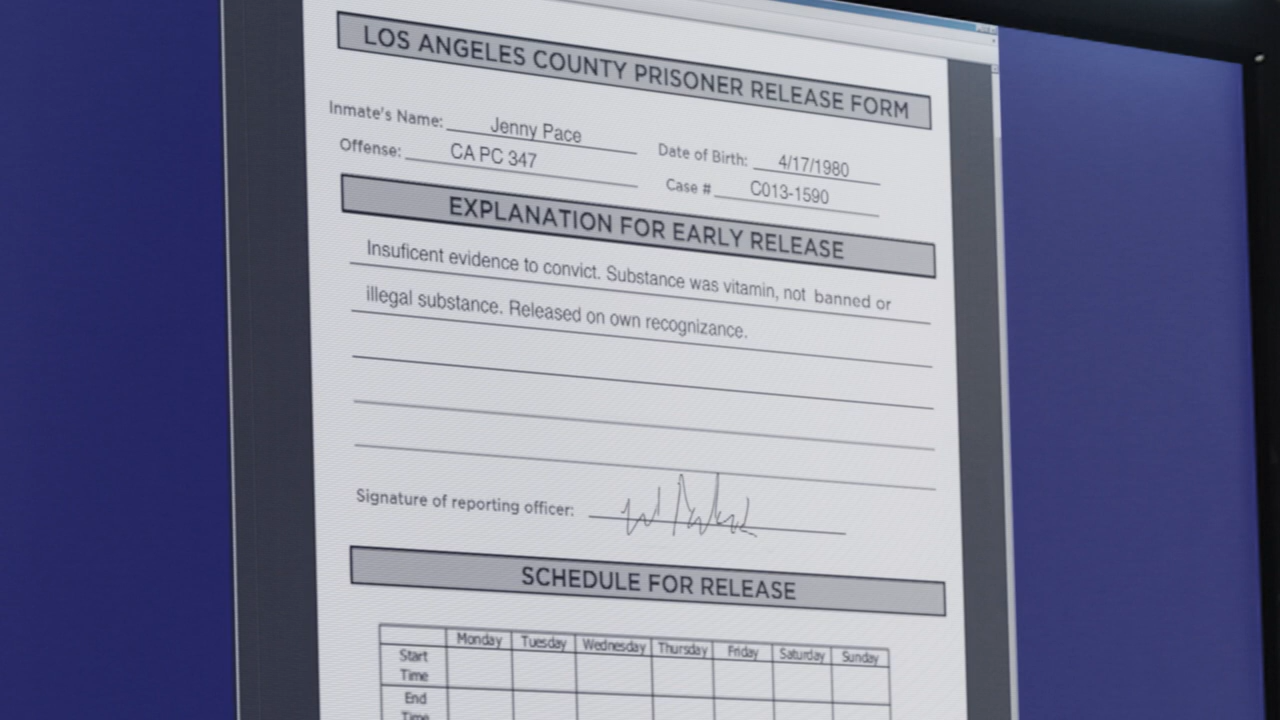 LOS ANGELES COUNTY PRISONER RELEASE FORM
Inmate's Name: Jenny Pace Date of Birth: 4/17/1980
Offense: CA PC 347 Case # C013-1590
EXPLANATION FOR EARLY RELEASE
Insuficent evidence to convict. Substance was vitamin, not banned or
illegal substance. Released on own recognizance.
Signature of reporting officer:
SCHEDULE FOR RELEASE
Monday Tuesday Wednesday Thursday Friday Saturday Sunday
Start
Time
End
Time